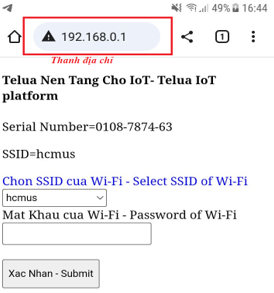 49% 16:44
192.168.0.1
1
Thanh địa chỉ
Telua Nen Tang Cho IoT- Telua IoT
platform
Serial Number=0108-7874-63
SSID=hcmus
Chon SSID cua Wi-Fi - Select SSID of Wi-Fi
hcmus
Mat Khau cua Wi-Fi - Password of Wi-Fi
Xac Nhan - Submit